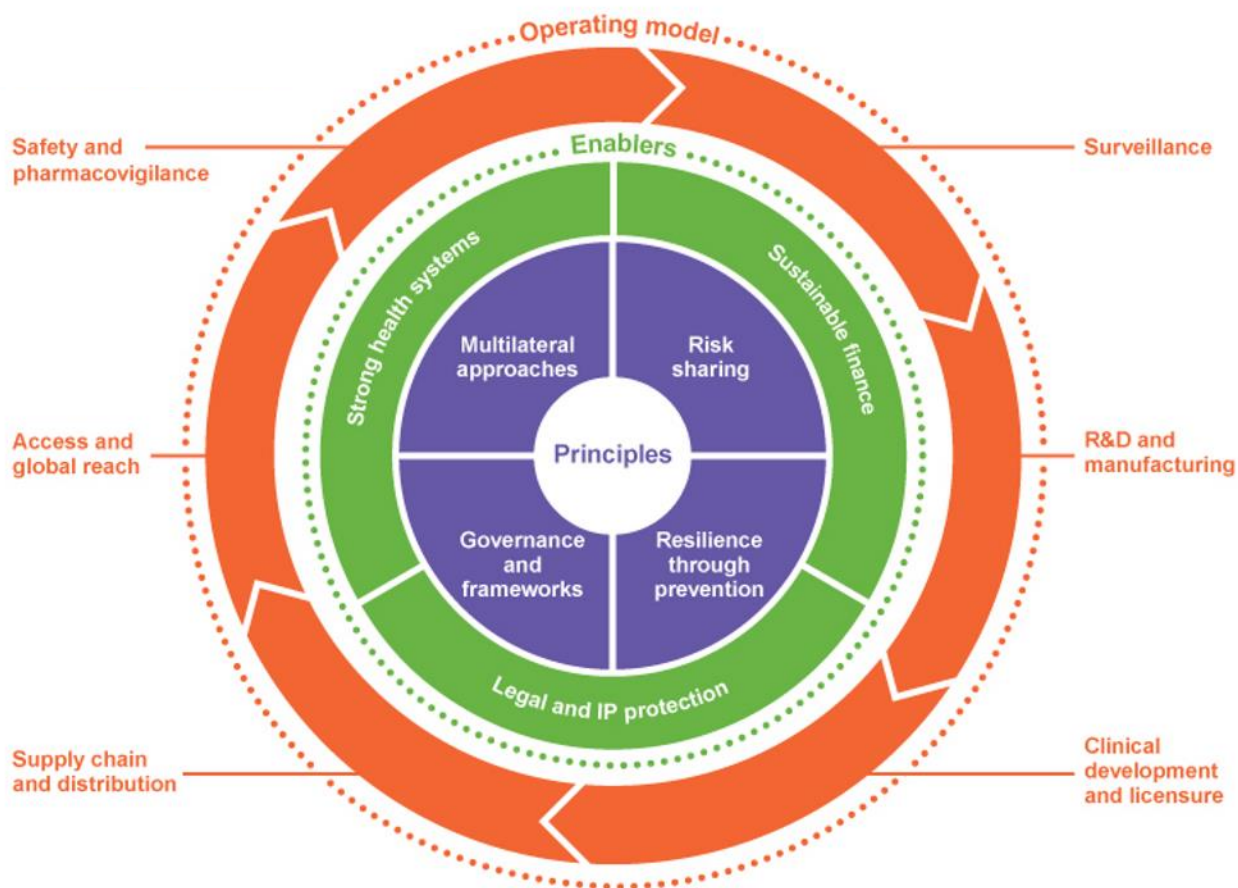 Operating model
Safety and
pharmacovigilance
Surveillance
Enablers
Strong health systems
Sustainable finance
Multilateral
approaches
Risk
sharing
Access and
global reach
Principles
R&D and
manufacturing
Governance
and
frameworks
Resilience
through
prevention
Legal and IP protection
Supply chain
and distribution
Clinical
development
and licensure